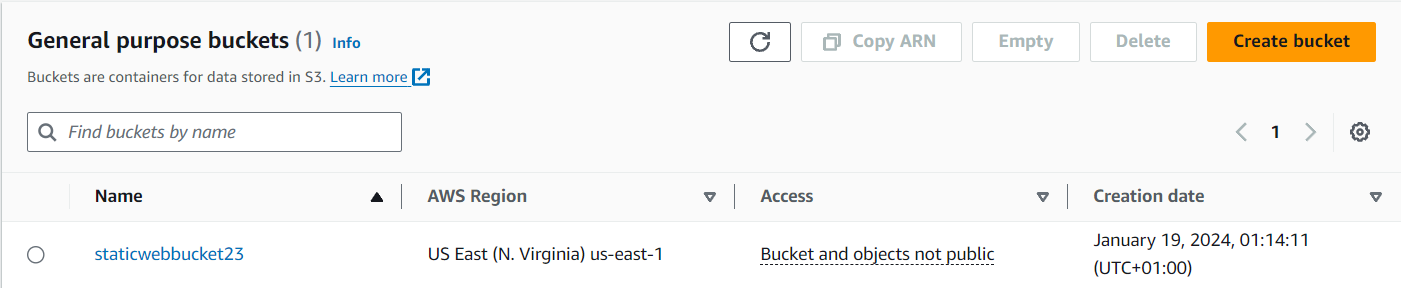 General purpose buckets (1) Info
Buckets are containers for data stored in S3. Learn more
Copy ARN
Empty
Delete
Create bucket
Find buckets by name
1
Name
AWS Region
Access
Creation date
staticwebbucket23
US East (N. Virginia) us-east-1
Bucket and objects not public
January 19, 2024, 01:14:11
(UTC+01:00)